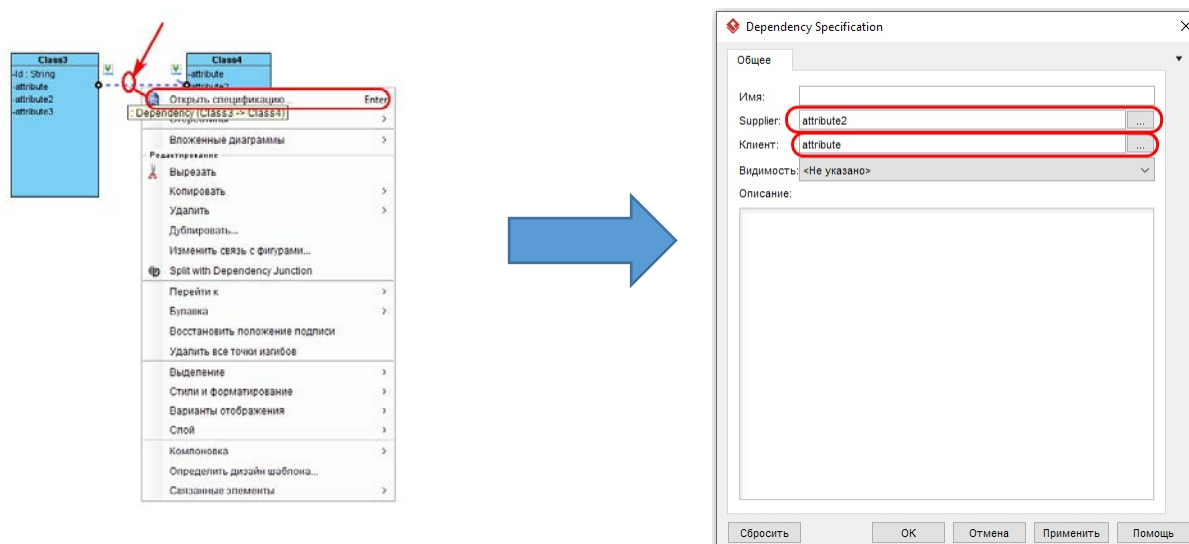 Class3
-Id : String
-attribute
-attribute2
-attribute3
Class4
-attribute
-attribute2
Открыть спецификацию... Enter
: Dependency (Class3 -> Class4)
Вложенные диаграммы
Редактирование
Вырезать
Копировать
Удалить
Дублировать...
Изменить связь с фигурами...
Split with Dependency Junction
Перейти к
Булавка
Восстановить положение подписи
Удалить все точки изгибов
Выделение
Стили и форматирование
Варианты отображения
Слой
Компоновка
Определить дизайн шаблона...
Связанные элементы
Dependency Specification
Общее
Имя:
Supplier: attribute2 ...
Клиент: attribute ...
Видимость: <Не указано>
Описание:
Сбросить OK Отмена Применить Помощь